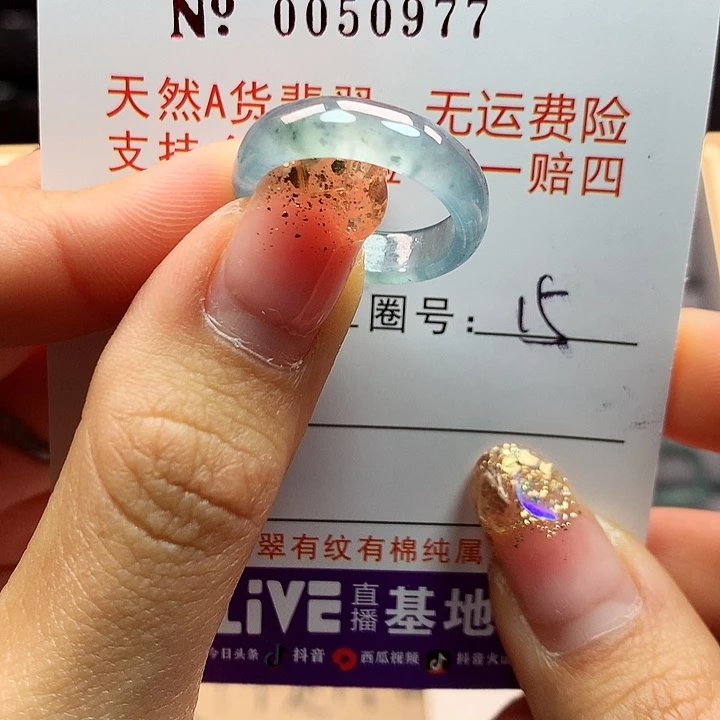 Nº 0050977
天然A货翡翠 无运费险
支持 一赔四
圈号: 15
翠有纹有棉纯属
LiVE 直播 基地
今日头条 抖音 西瓜视频 抖音火山